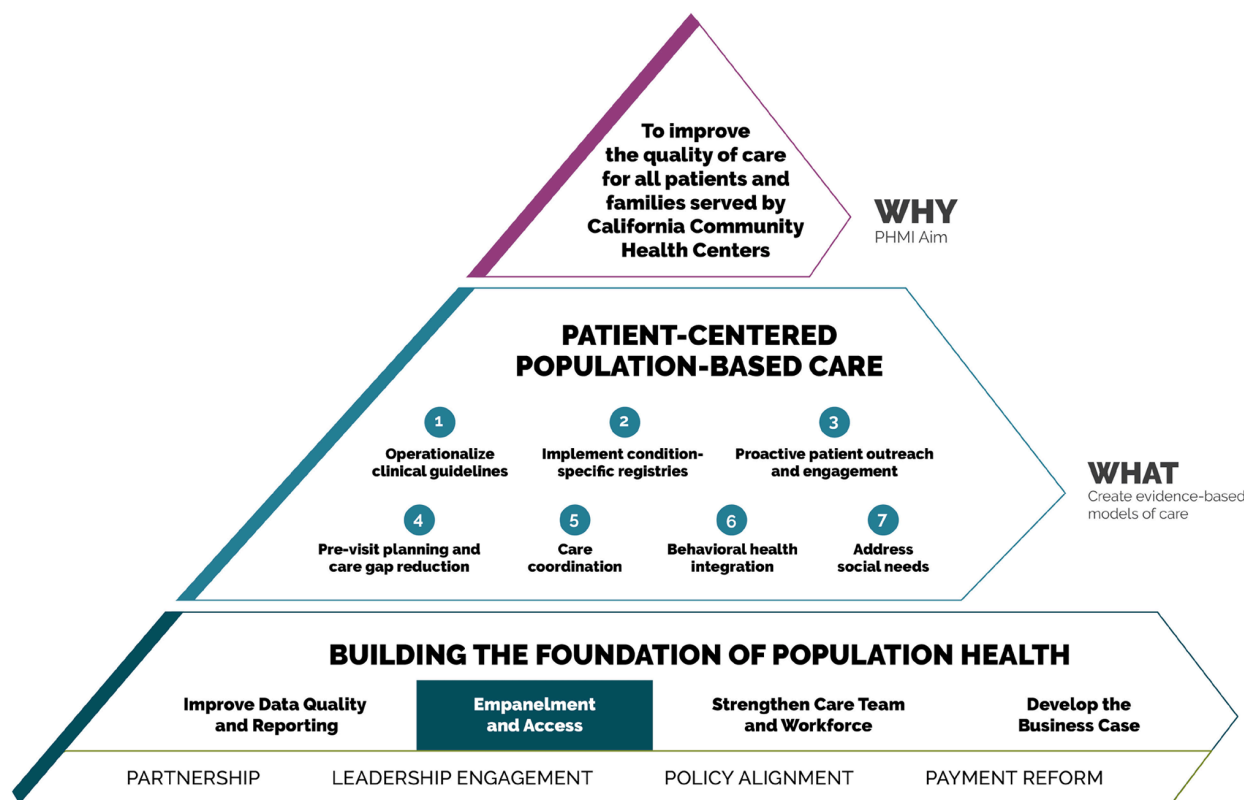 To improve
the quality of care
for all patients and
families served by
California Community
Health Centers
WHY
PHMI Aim
PATIENT-CENTERED
POPULATION-BASED CARE
1
Operationalize
clinical guidelines
2
Implement condition-
specific registries
3
Proactive patient outreach
and engagement
4
Pre-visit planning and
care gap reduction
5
Care
coordination
6
Behavioral health
integration
7
Address
social needs
WHAT
Create evidence-based
models of care
BUILDING THE FOUNDATION OF POPULATION HEALTH
Improve Data Quality
and Reporting
Empanelment
and Access
Strengthen Care Team
and Workforce
Develop the
Business Case
PARTNERSHIP
LEADERSHIP ENGAGEMENT
POLICY ALIGNMENT
PAYMENT REFORM